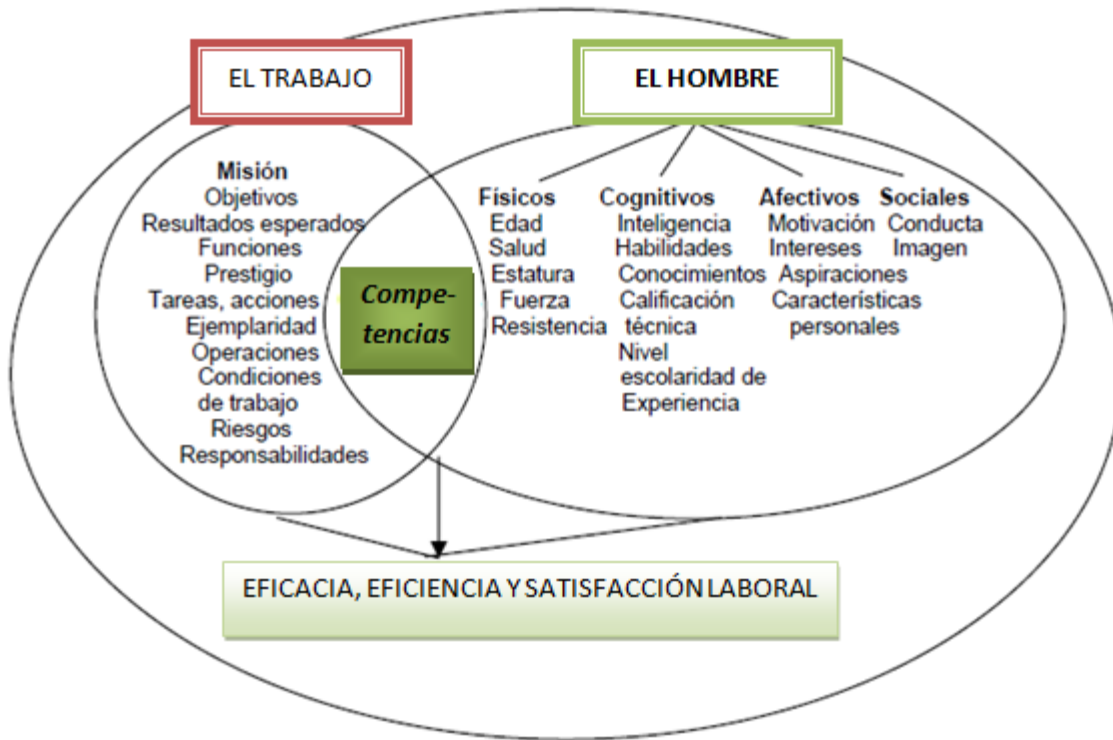 EL TRABAJO
EL HOMBRE
Misión
Objetivos
Resultados esperados
Funciones
Prestigio
Tareas, acciones
Ejemplaridad
Operaciones
Condiciones
de trabajo
Riesgos
Responsabilidades
Compe-
tencias
Físicos
Edad
Salud
Estatura
Fuerza
Resistencia
Cognitivos
Inteligencia
Habilidades
Conocimientos
Calificación
técnica
Nivel
escolaridad de
Experiencia
Afectivos
Motivación
Intereses
Aspiraciones
Características
personales
Sociales
Conducta
Imagen
EFICACIA, EFICIENCIA Y SATISFACCIÓN LABORAL